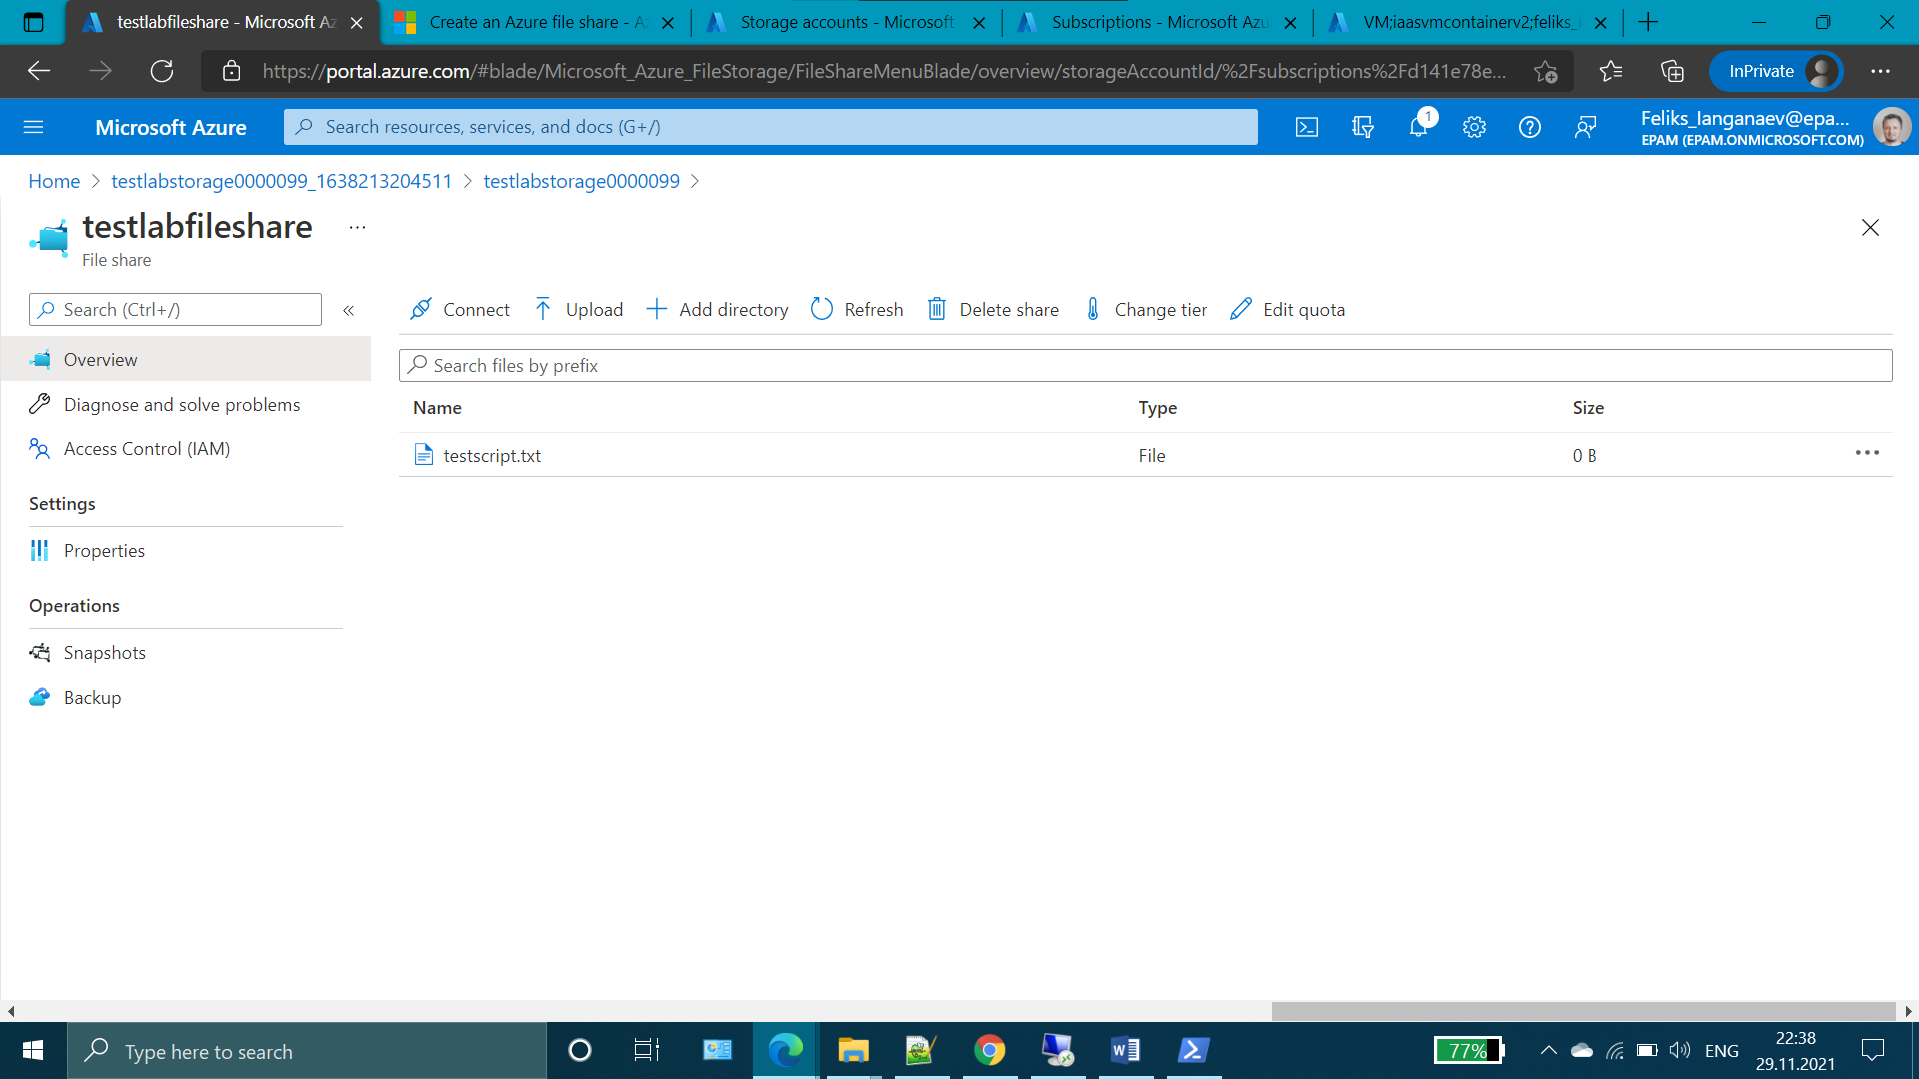 testlabfileshare - Microsoft Az
Create an Azure file share - A
Storage accounts - Microsoft
Subscriptions - Microsoft Azu
VM;iaasvmcontainerv2;feliks_
https://portal.azure.com/#blade/Microsoft_Azure_FileStorage/FileShareMenuBlade/overview/storageAccountId/%2Fsubscriptions%2Fd141e78e...
InPrivate
Microsoft Azure
Search resources, services, and docs (G+/)
1
Feliks_Ianganaev@epa...
EPAM (EPAM.ONMICROSOFT.COM)
Home > testlabstorage0000099_1638213204511 > testlabstorage0000099 >
testlabfileshare ...
File share
Search (Ctrl+/)
«
Connect
Upload
Add directory
Refresh
Delete share
Change tier
Edit quota
Overview
Diagnose and solve problems
Access Control (IAM)
Settings
Properties
Operations
Snapshots
Backup
Search files by prefix
Name Type Size
testscript.txt File 0 B
Type here to search
77%
ENG
22:38
29.11.2021